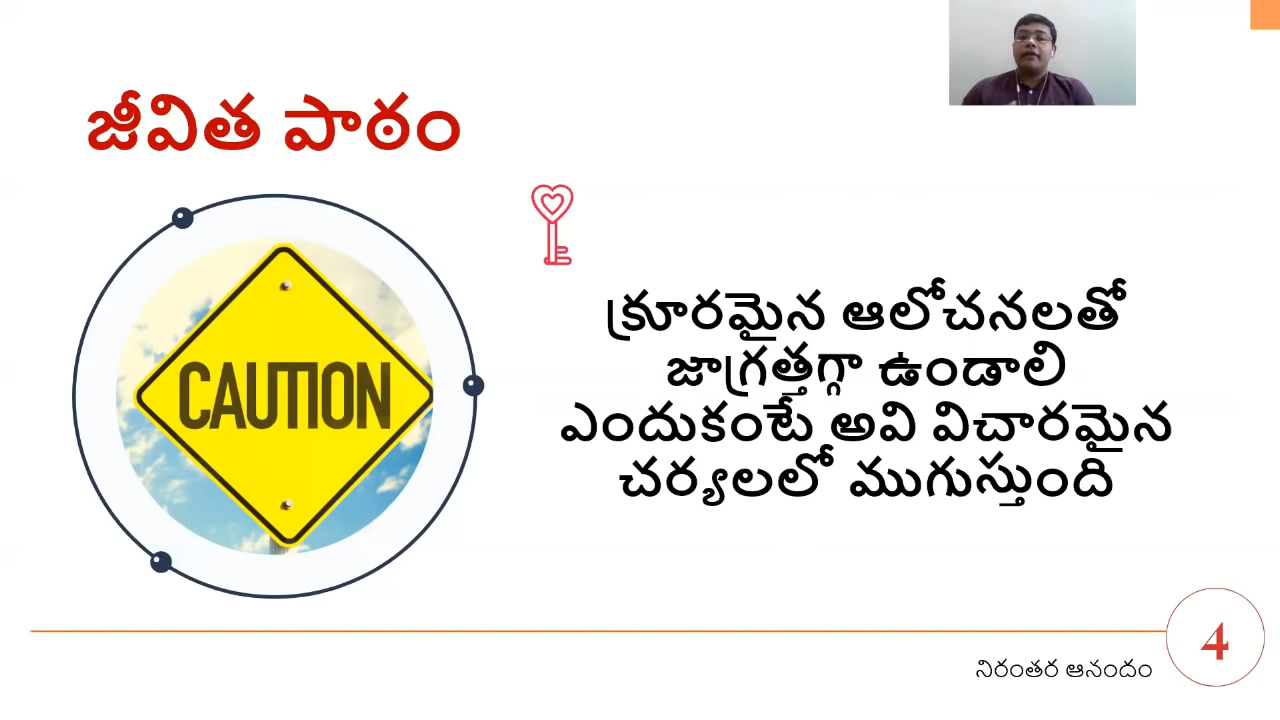 జీవిత పాఠం
CAUTION
క్రూరమైన ఆలోచనలతో
జాగ్రత్తగ్గా ఉండాలి
ఎందుకంటే అవి విచారమైన
చర్యలలో ముగుస్తుంది
4
నిరంతర ఆనందం